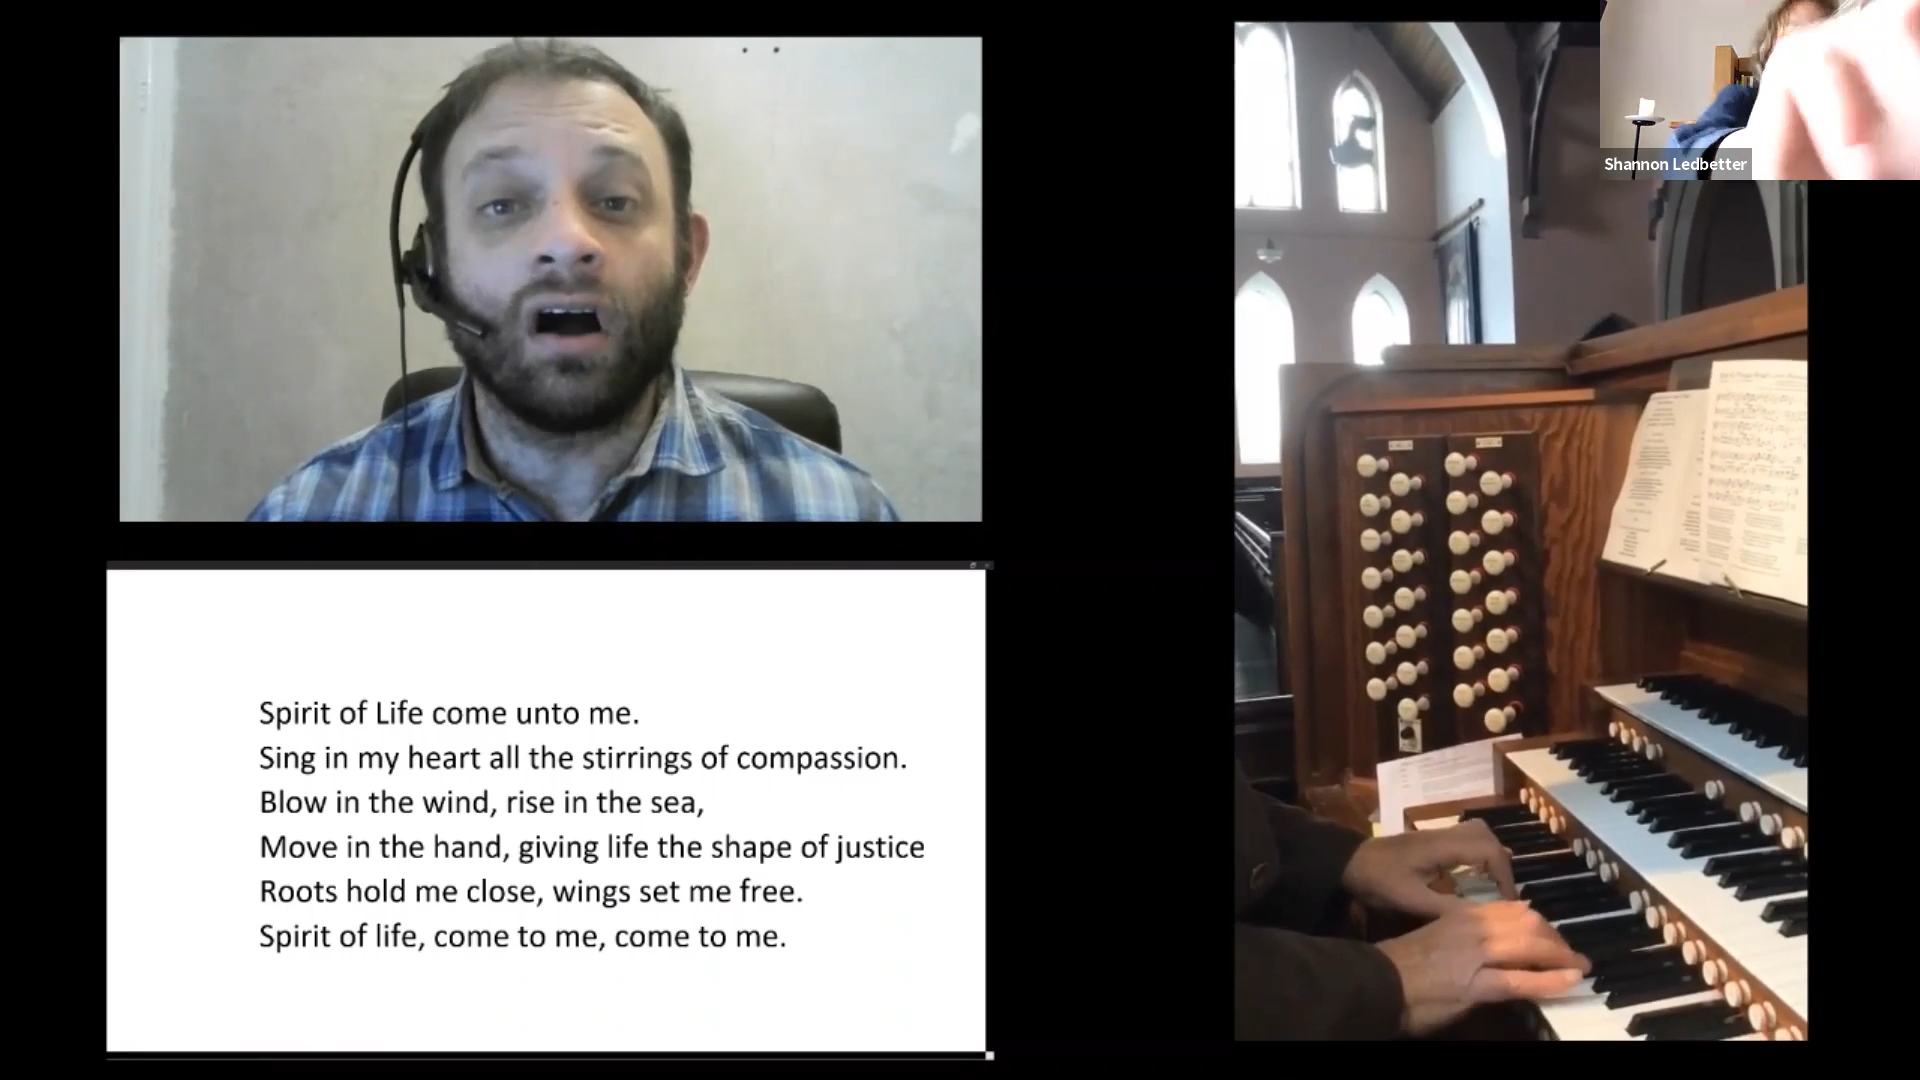 Shannon Ledbetter
Spirit of Life come unto me.
Sing in my heart all the stirrings of compassion.
Blow in the wind, rise in the sea,
Move in the hand, giving life the shape of justice
Roots hold me close, wings set me free.
Spirit of life, come to me, come to me.